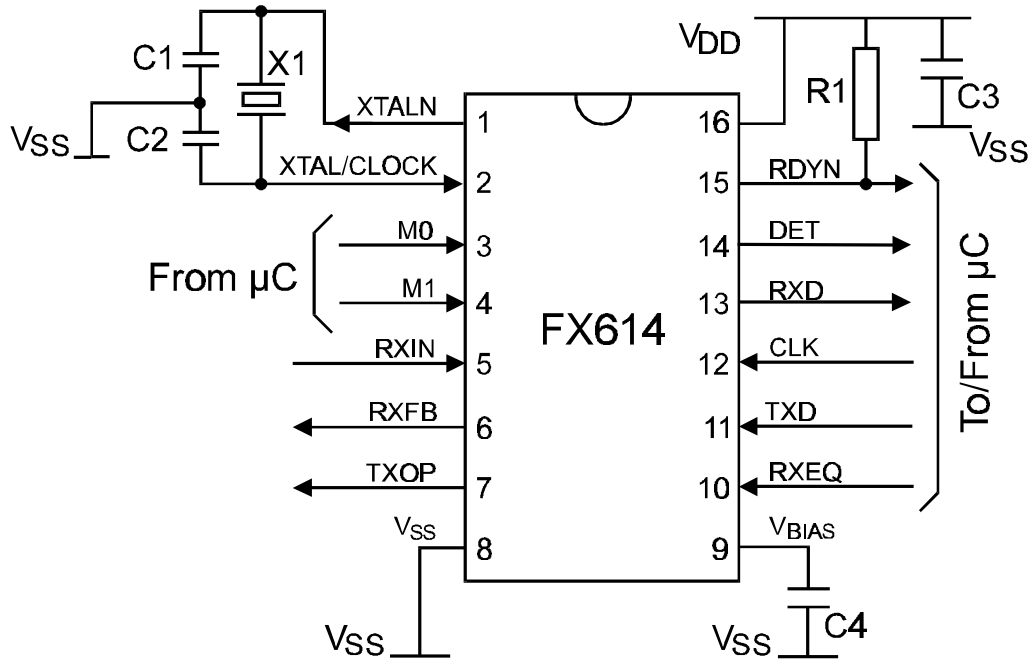 C1
X1
C2
VSS
XTALN
XTAL/CLOCK
M0
From µC
M1
RXIN
RXFB
TXOP
VSS
VSS
1
2
3
4
5
6
7
8
FX614
16
15
14
13
12
11
10
9
VDD
R1
C3
VSS
RDYN
DET
RXD
CLK
TXD
RXEQ
VBIAS
C4
VSS
To/From µC